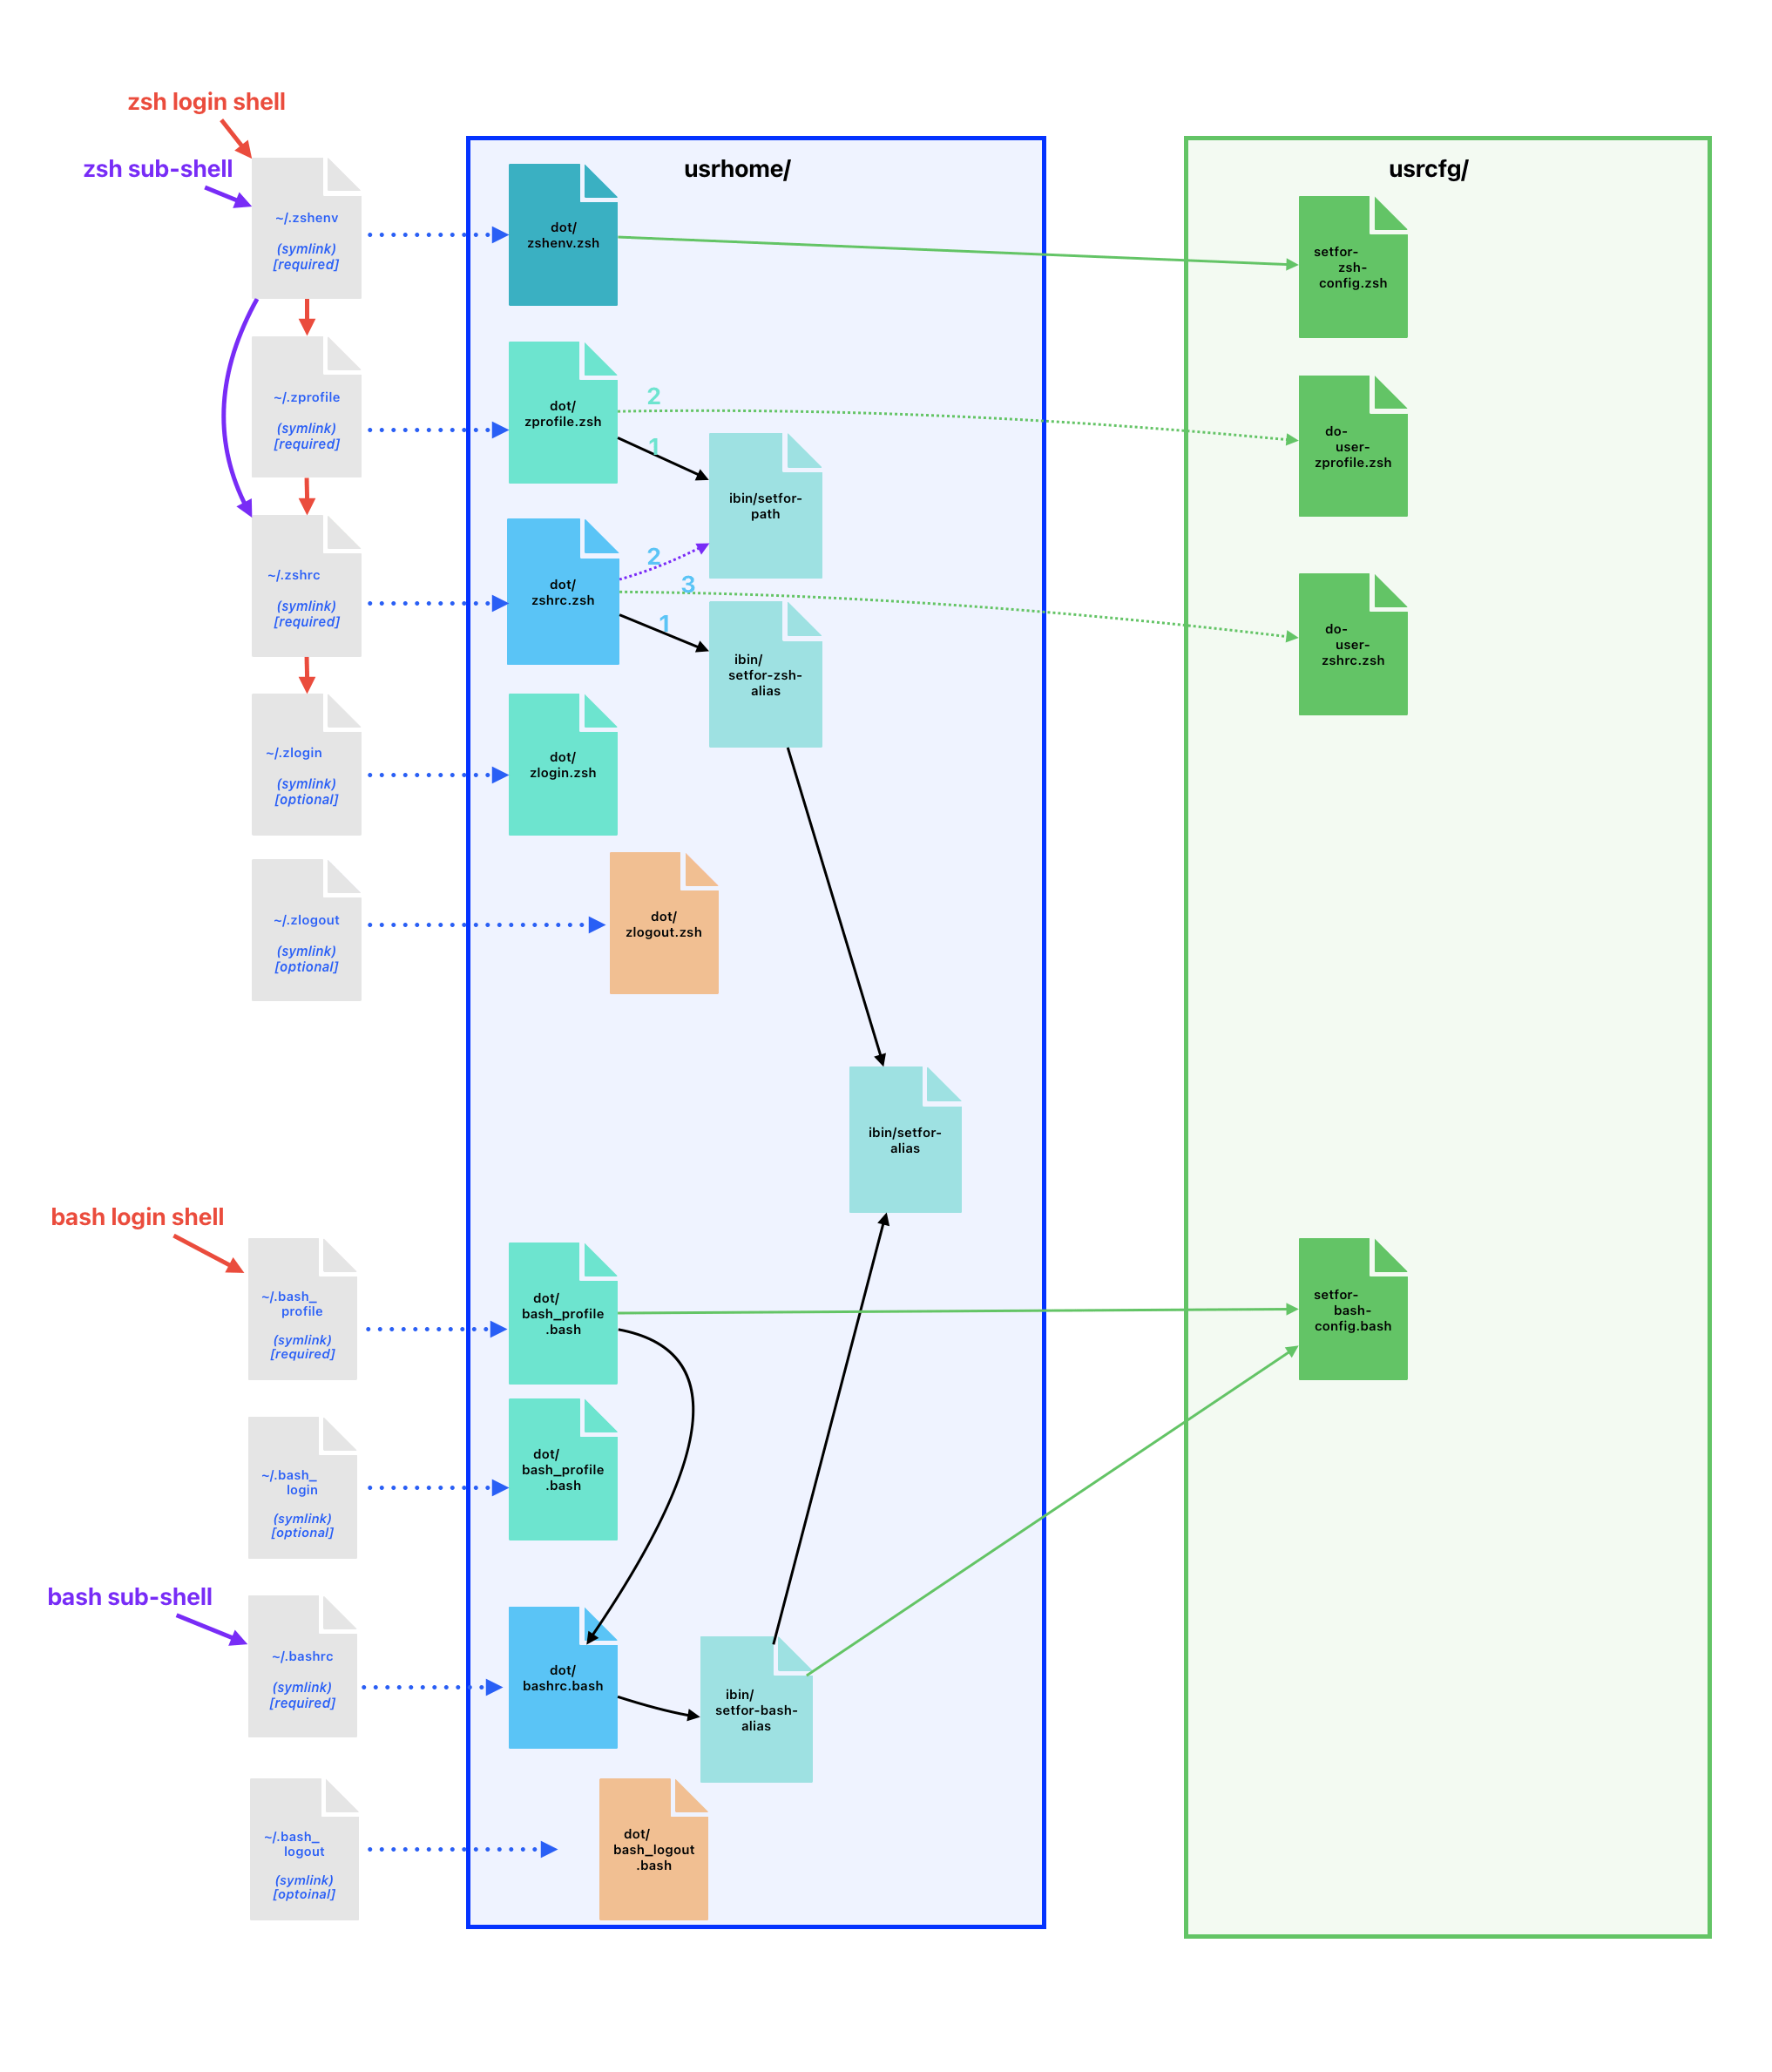 zsh login shell
zsh sub-shell
~/.zshenv
(symlink)
[required]
~/.zprofile
(symlink)
[required]
~/.zshrc
(symlink)
[required]
~/.zlogin
(symlink)
[optional]
~/.zlogout
(symlink)
[optional]
bash login shell
~/.bash_
profile
(symlink)
[required]
~/.bash_
login
(symlink)
[optional]
bash sub-shell
~/.bashrc
(symlink)
[required]
~/.bash_
logout
(symlink)
[optoinal]
usrhome/
dot/
zshenv.zsh
dot/
zprofile.zsh
2
1
ibin/setfor-
path
dot/
zshrc.zsh
2
3
1
ibin/
setfor-zsh-
alias
dot/
zlogin.zsh
dot/
zlogout.zsh
ibin/setfor-
alias
dot/
bash_profile
.bash
dot/
bash_profile
.bash
dot/
bashrc.bash
ibin/
setfor-bash-
alias
dot/
bash_logout
.bash
usrcfg/
setfor-
zsh-
config.zsh
do-
user-
zprofile.zsh
do-
user-
zshrc.zsh
setfor-
bash-
config.bash